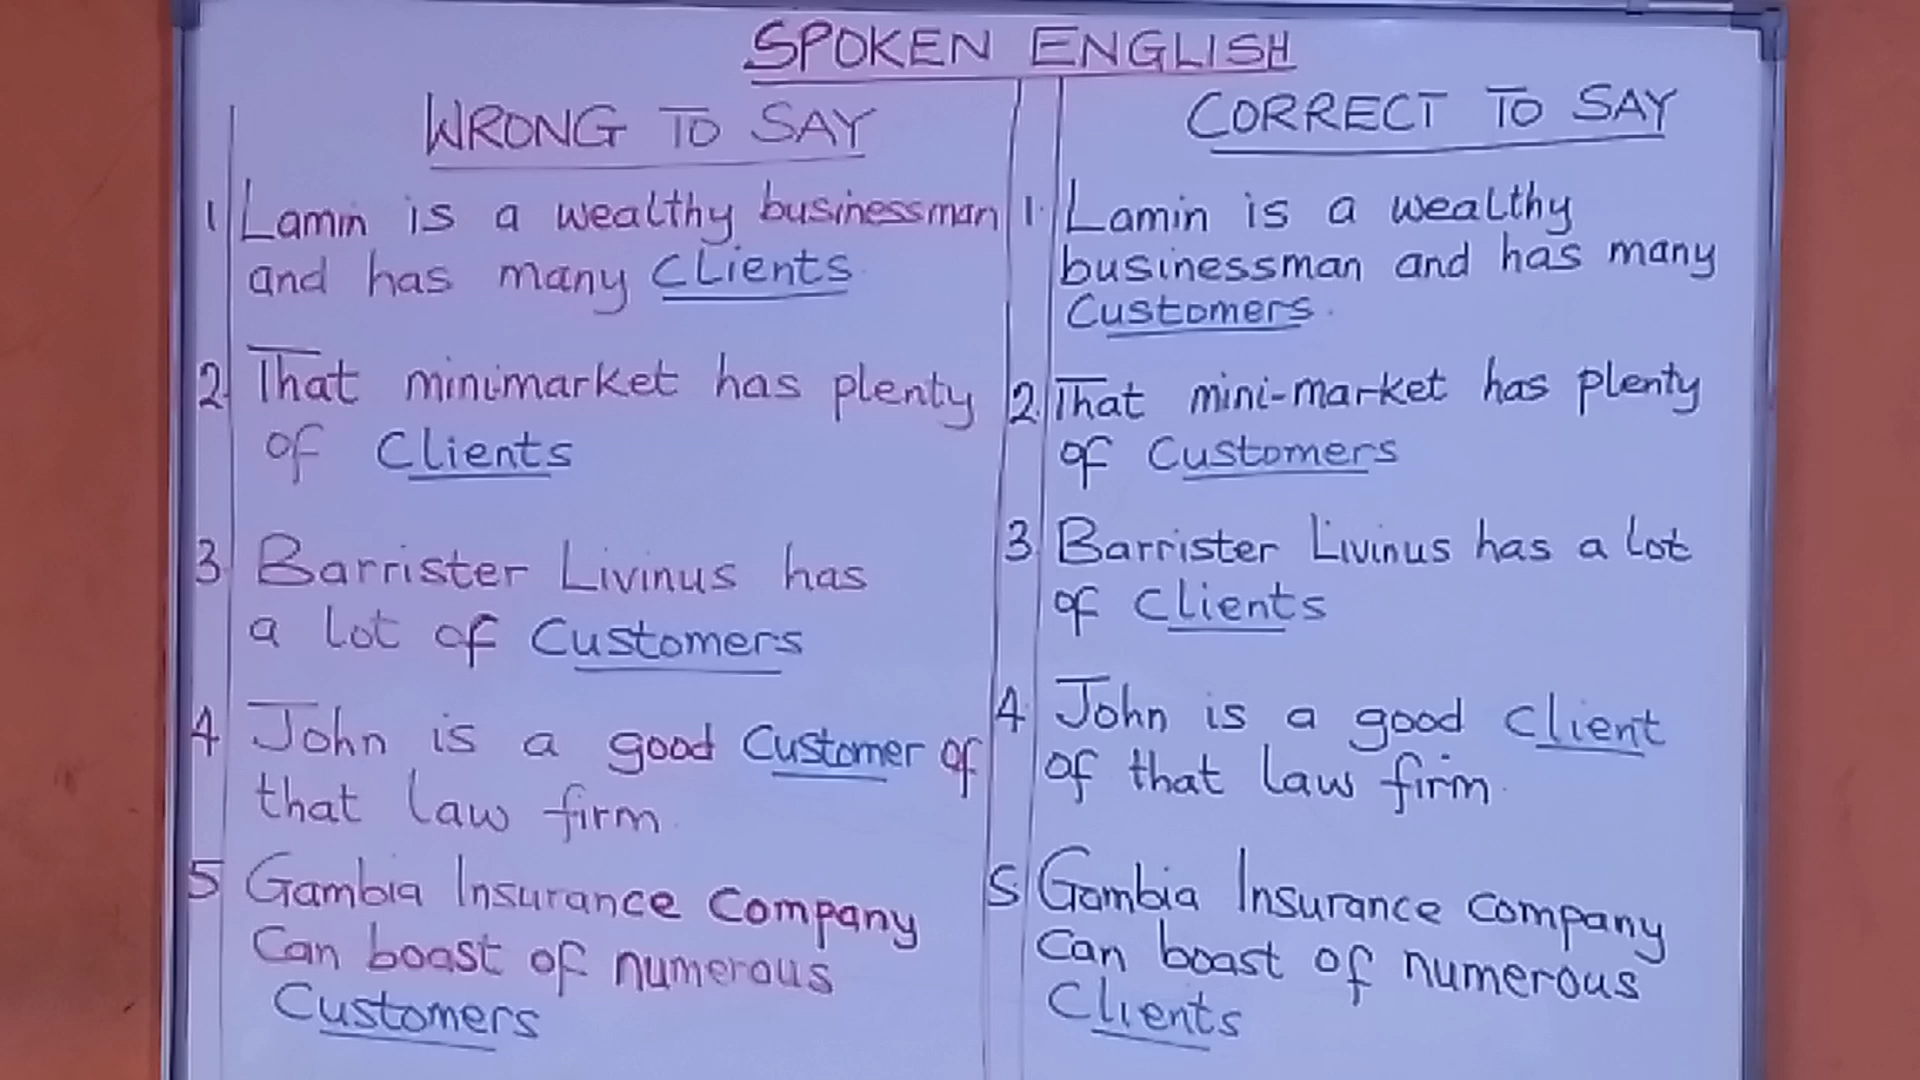 SPOKEN ENGLISH
WRONG TO SAY
1 Lamin is a wealthy businessman
and has many Clients.
2. That minimarket has plenty
of Clients
3. Barrister Livinus has
a lot of Customers
4. John is a good Customer of
that law firm.
5 Gambia Insurance Company
Can boast of numerous
Customers
CORRECT TO SAY
1. Lamin is a wealthy
businessman and has many
Customers.
2. That mini-market has plenty
of Customers
3. Barrister Livinus has a lot
of Clients
4. John is a good Client
of that law firm.
5 Gambia Insurance Company
Can boast of numerous
Clients